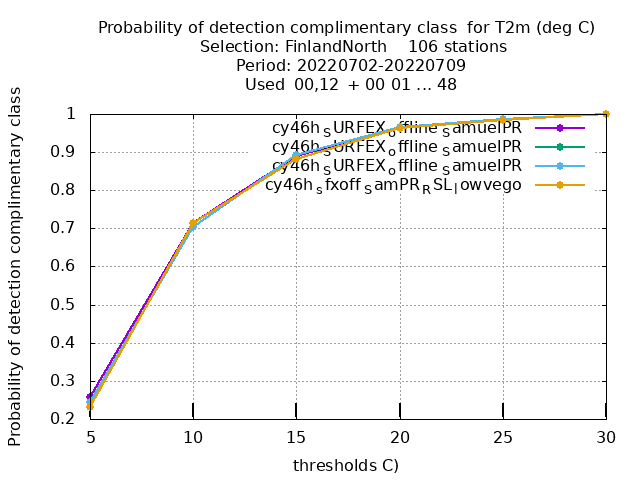 Probability of detection complimentary class  for T2m (deg C)
Selection: FinlandNorth    106 stations
Period: 20220702-20220709
Used  00,12  + 00 01 ... 48
Probability of detection complimentary class
1
0.9
0.8
0.7
0.6
0.5
0.4
0.3
0.2
cy46h_SURFEX_offline_SamuelPR
cy46h_SURFEX_offline_SamuelPR
cy46h_SURFEX_offline_SamuelPR
cy46h_sfxoff_SamPR_RSL_lowvego
5 10 15 20 25 30
thresholds C)